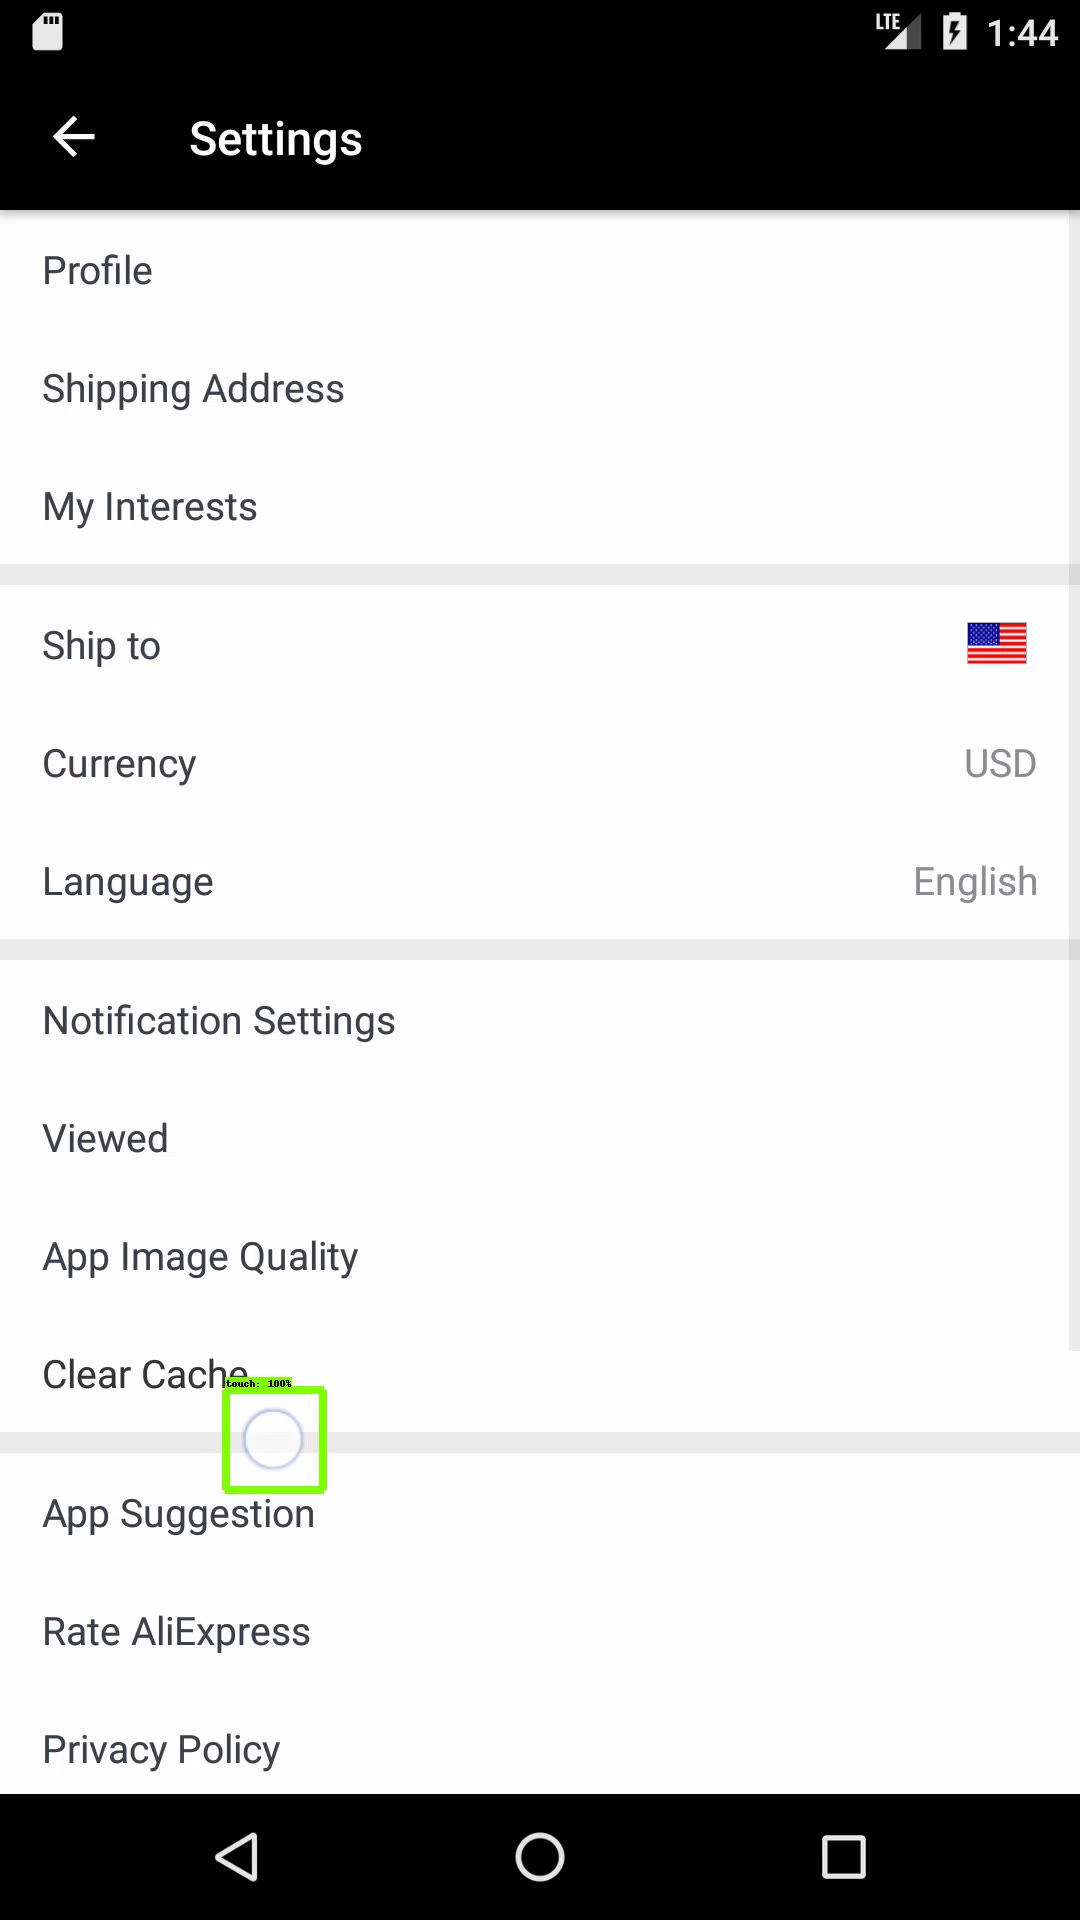 LTE 1:44
Settings
Profile
Shipping Address
My Interests
Ship to
Currency USD
Language English
Notification Settings
Viewed
App Image Quality
Clear Cache
touch: 100%
App Suggestion
Rate AliExpress
Privacy Policy